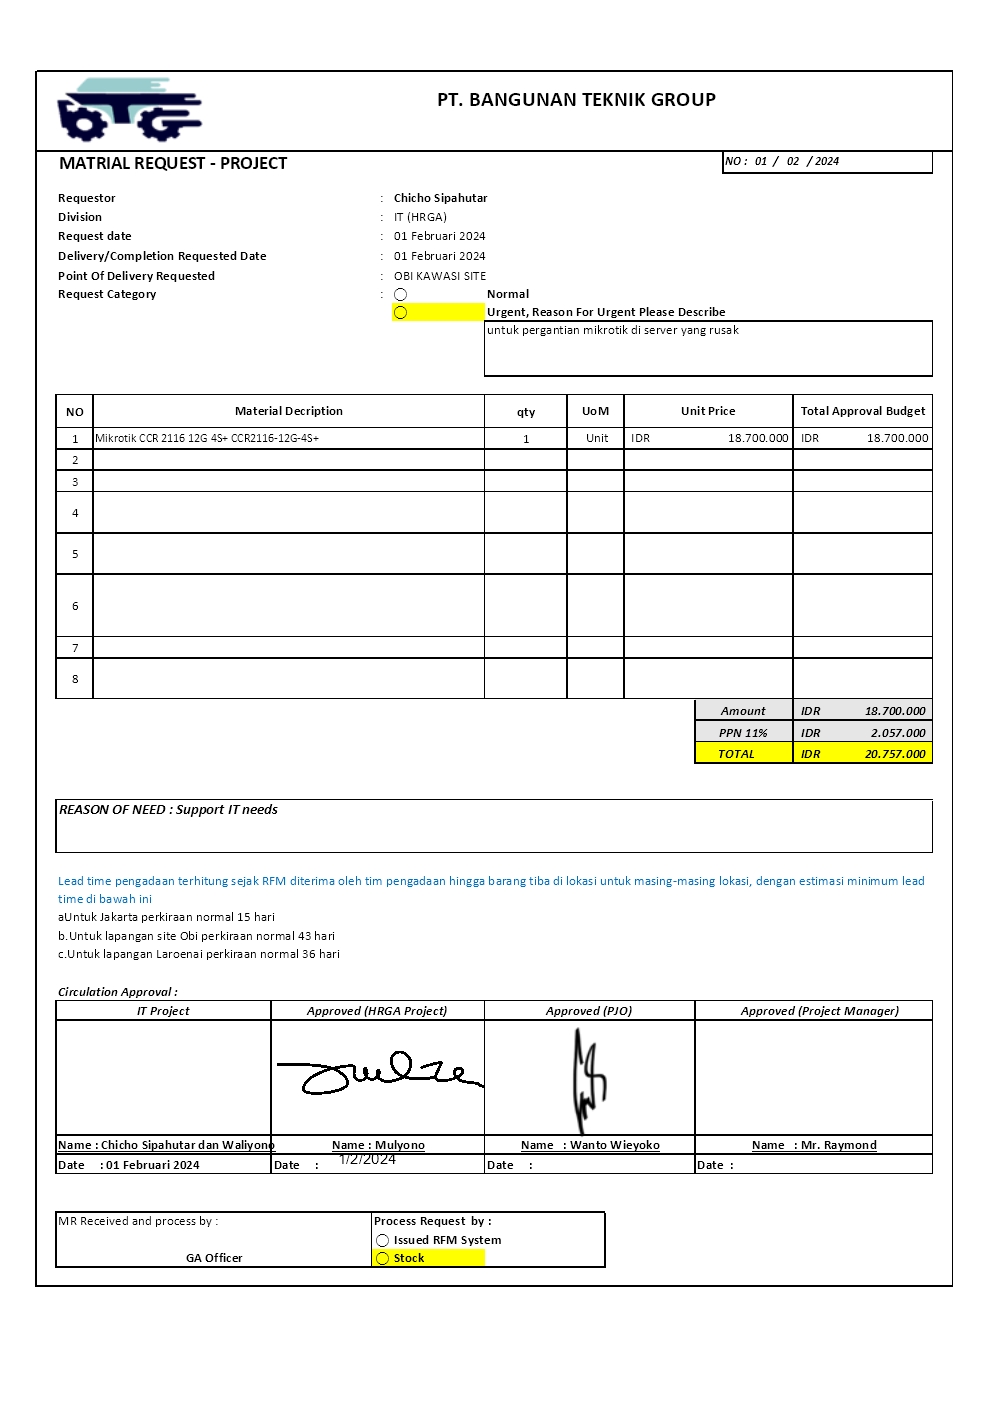 BTG
PT. BANGUNAN TEKNIK GROUP
MATRIAL REQUEST - PROJECT
NO : 01 / 02 / 2024
Requestor : Chicho Sipahutar
Division : IT (HRGA)
Request date : 01 Februari 2024
Delivery/Completion Requested Date : 01 Februari 2024
Point Of Delivery Requested : OBI KAWASI SITE
Request Category : Normal
Urgent, Reason For Urgent Please Describe
untuk pergantian mikrotik di server yang rusak
NO Material Decription qty UoM Unit Price Total Approval Budget
1 Mikrotik CCR 2116 12G 4S+ CCR2116-12G-4S+ 1 Unit IDR 18.700.000 IDR 18.700.000
2
3
4
5
6
7
8
Amount IDR 18.700.000
PPN 11% IDR 2.057.000
TOTAL IDR 20.757.000
REASON OF NEED : Support IT needs
Lead time pengadaan terhitung sejak RFM diterima oleh tim pengadaan hingga barang tiba di lokasi untuk masing-masing lokasi, dengan estimasi minimum lead
time di bawah ini
aUntuk Jakarta perkiraan normal 15 hari
b.Untuk lapangan site Obi perkiraan normal 43 hari
c.Untuk lapangan Laroenai perkiraan normal 36 hari
Circulation Approval :
IT Project Approved (HRGA Project) Approved (PJO) Approved (Project Manager)
Name : Chicho Sipahutar dan Waliyono Name : Mulyono Name : Wanto Wieyoko Name : Mr. Raymond
Date : 01 Februari 2024 Date : 1/2/2024 Date : Date :
MR Received and process by : Process Request by :
Issued RFM System
GA Officer Stock